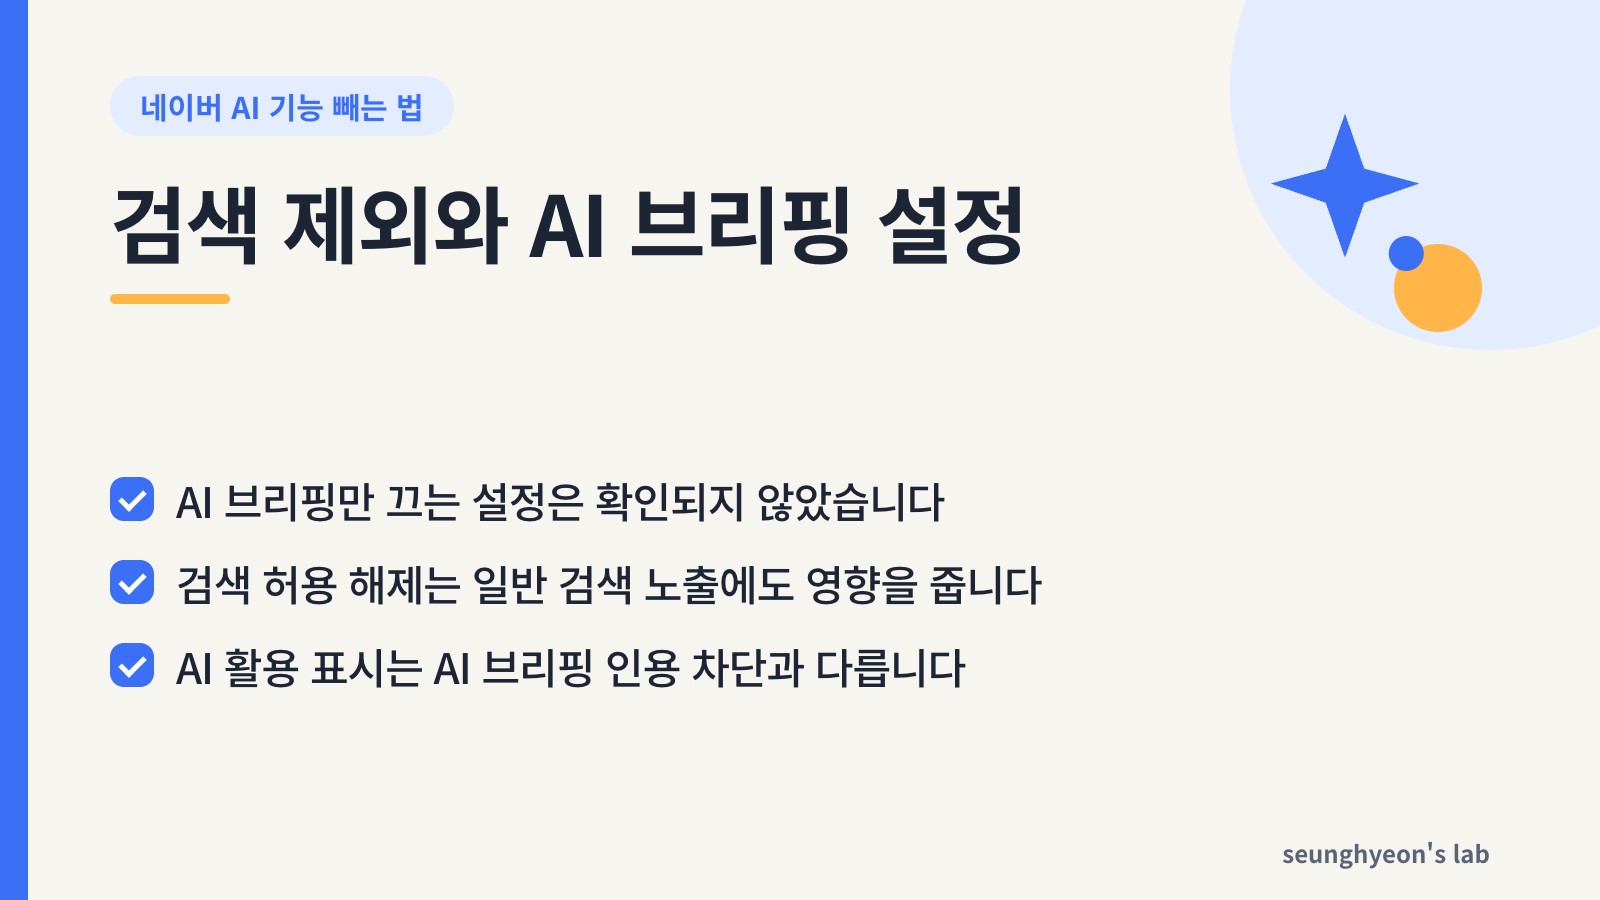 네이버 AI 기능 빼는 법
검색 제외와 AI 브리핑 설정
AI 브리핑만 끄는 설정은 확인되지 않았습니다
검색 허용 해제는 일반 검색 노출에도 영향을 줍니다
AI 활용 표시는 AI 브리핑 인용 차단과 다릅니다
seunghyeon's lab